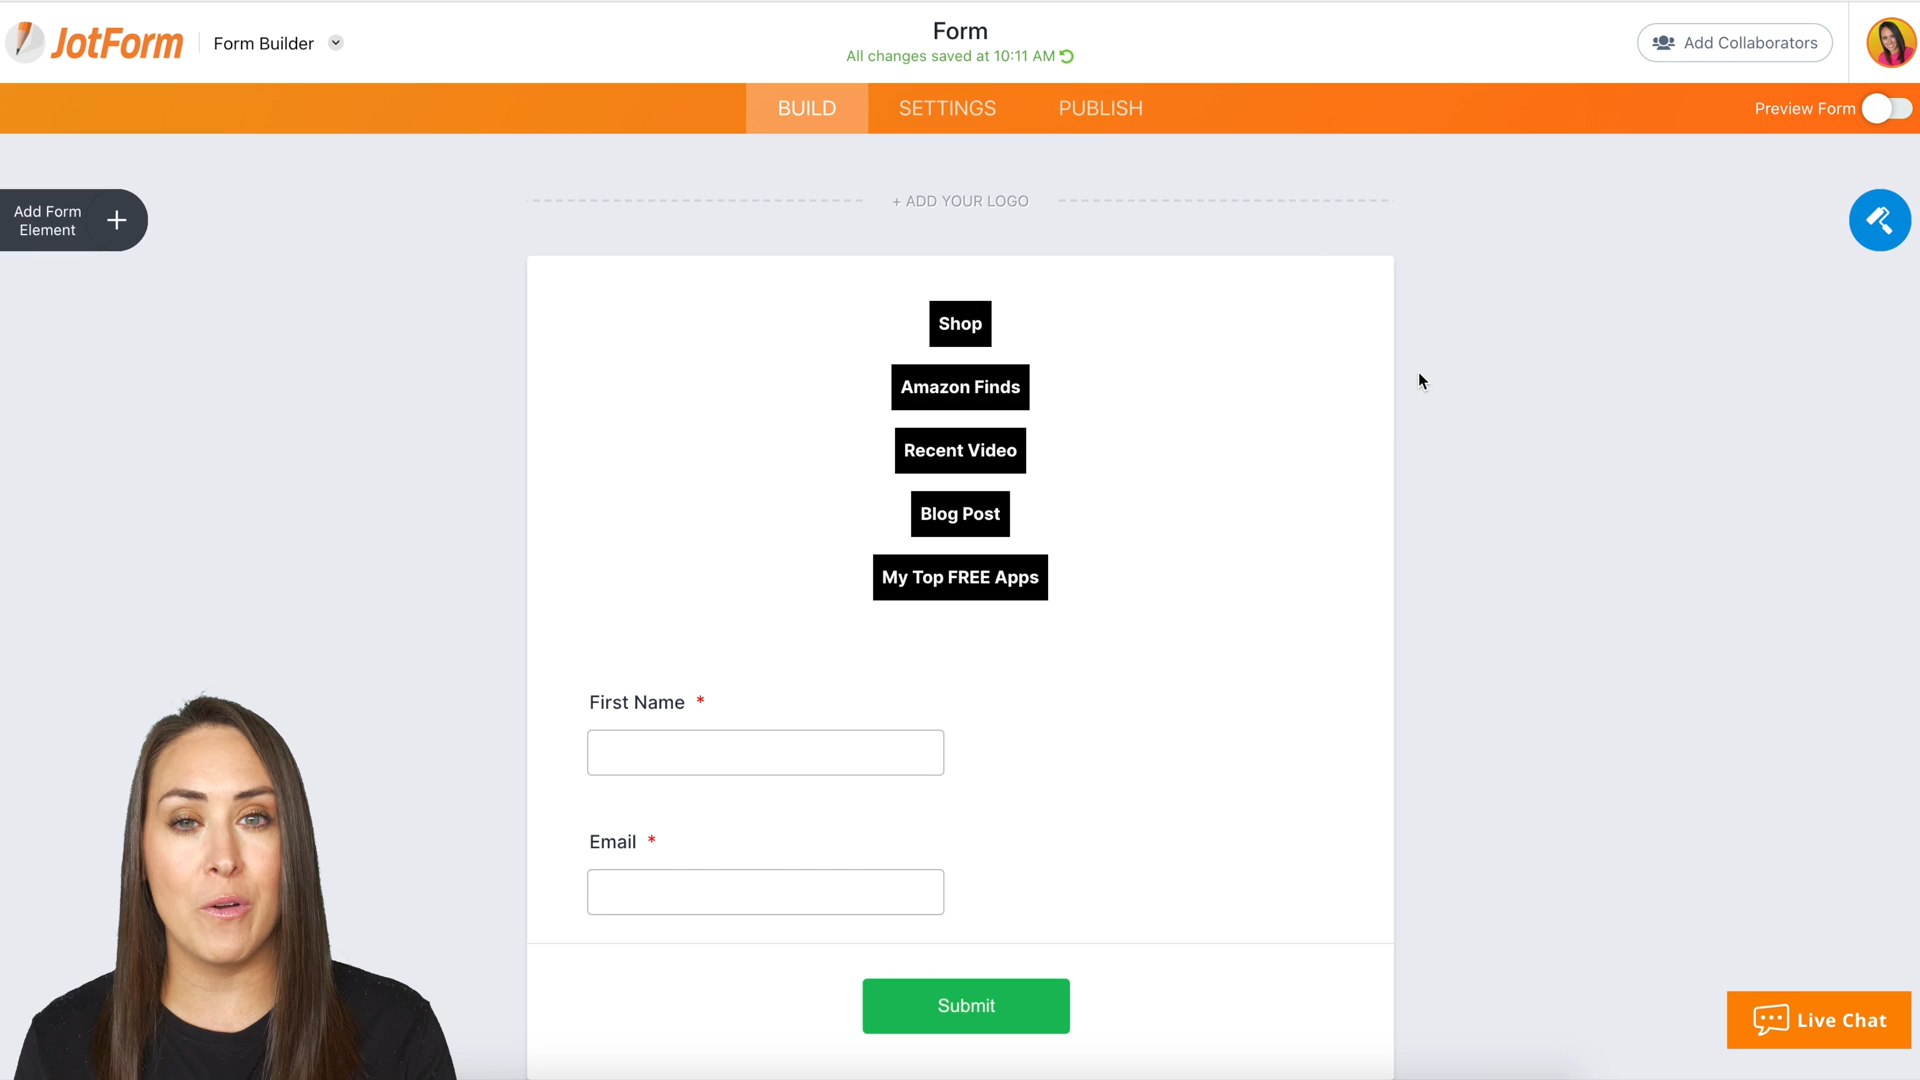 JotForm
Form Builder
Form
All changes saved at 10:11 AM
Add Collaborators
BUILD
SETTINGS
PUBLISH
Preview Form
Add Form
Element
+ ADD YOUR LOGO
Shop
Amazon Finds
Recent Video
Blog Post
My Top FREE Apps
First Name *
Email *
Submit
Live Chat